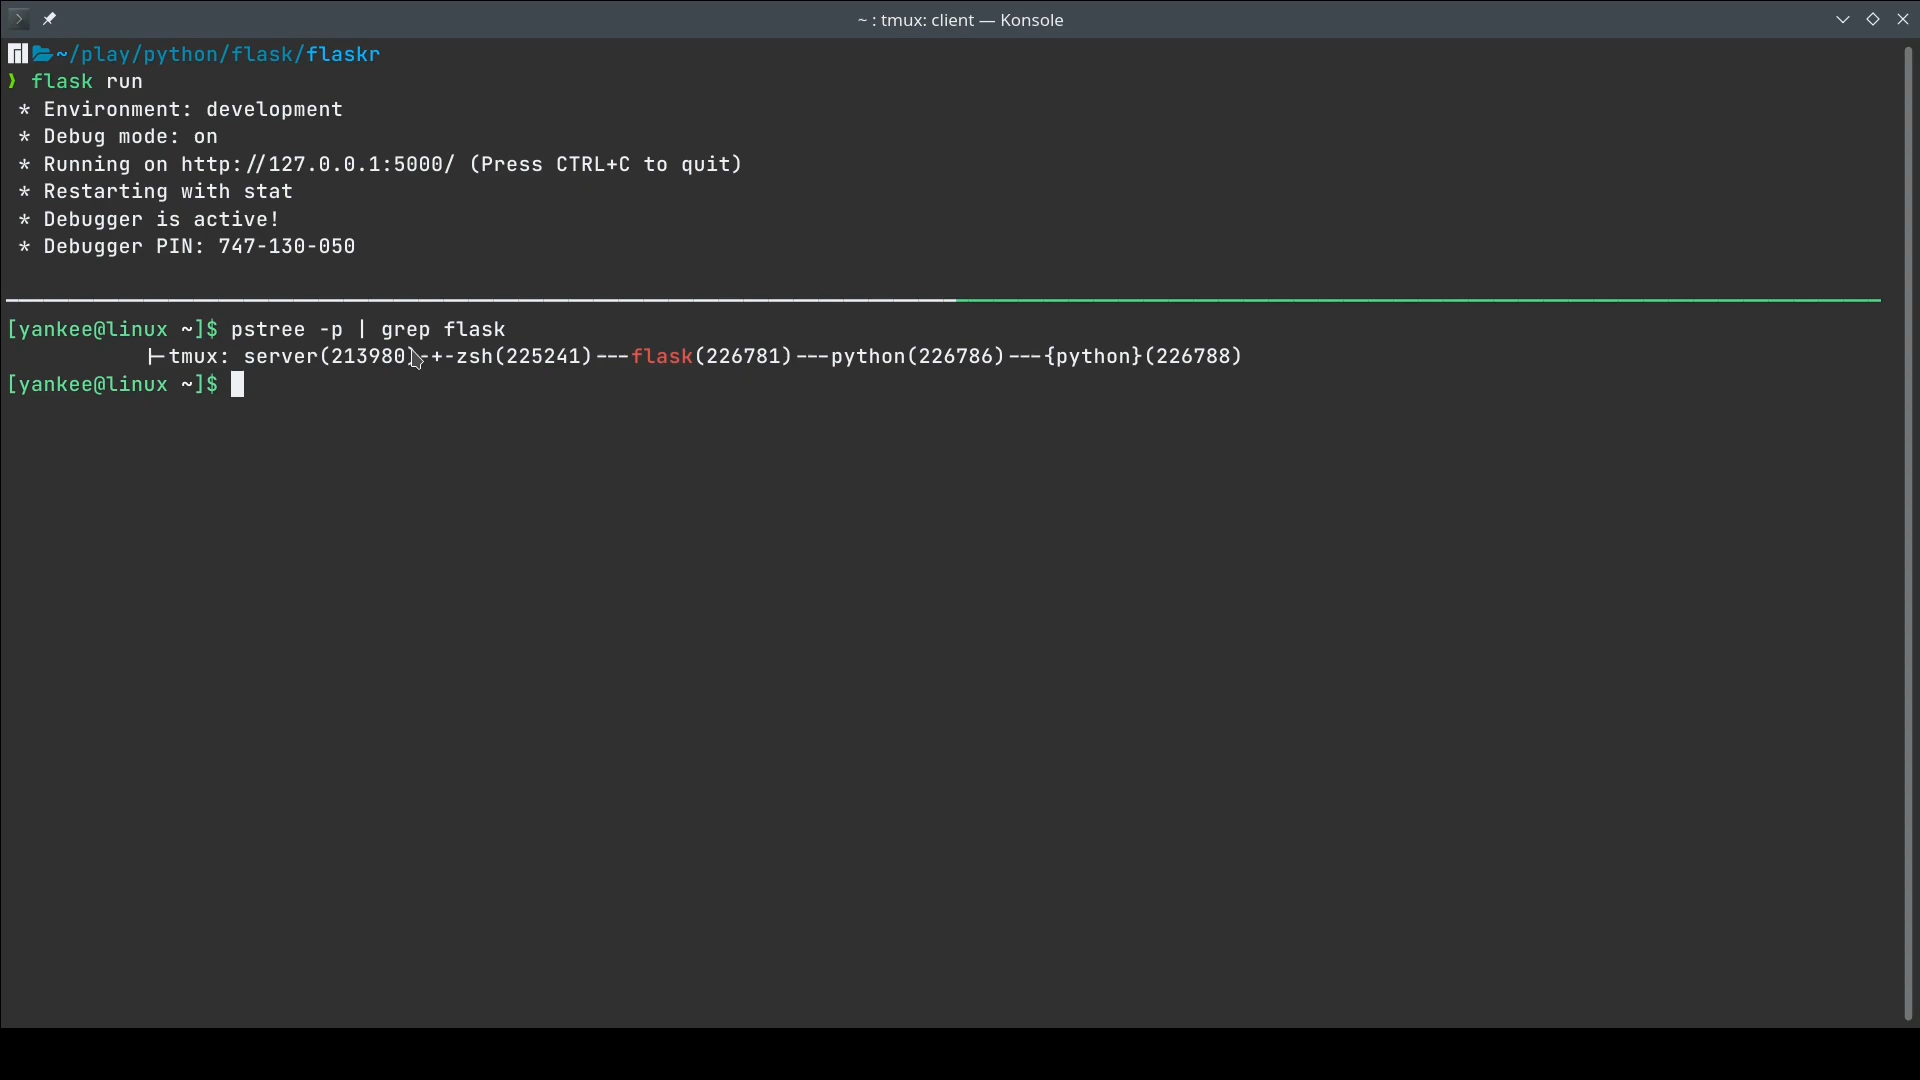 ~ : tmux: client — Konsole
~/play/python/flask/flaskr
❯ flask run
* Environment: development
* Debug mode: on
* Running on http://127.0.0.1:5000/ (Press CTRL+C to quit)
* Restarting with stat
* Debugger is active!
* Debugger PIN: 747-130-050
[yankee@linux ~]$ pstree -p | grep flask
|-tmux: server(213980)-+-zsh(225241)---flask(226781)---python(226786)---{python}(226788)
[yankee@linux ~]$